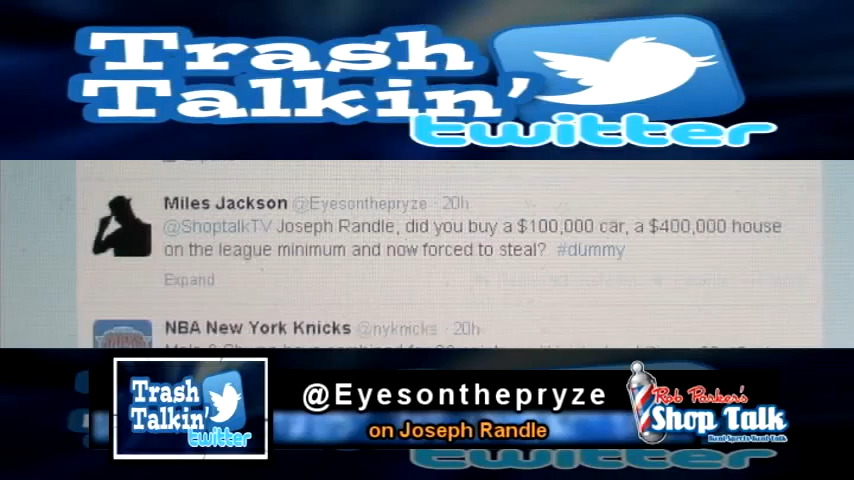 Trash
Talkin'
twitter
Miles Jackson @Eyesonthepryze · 20h
@ShoptalkTV Joseph Randle, did you buy a $100,000 car, a $400,000 house
on the league minimum and now forced to steal? #dummy
Expand
NBA New York Knicks @nyknicks · 20h
Trash
Talkin'
twitter
@Eyesonthepryze
on Joseph Randle
Rob Parker's
Shop Talk
twitter